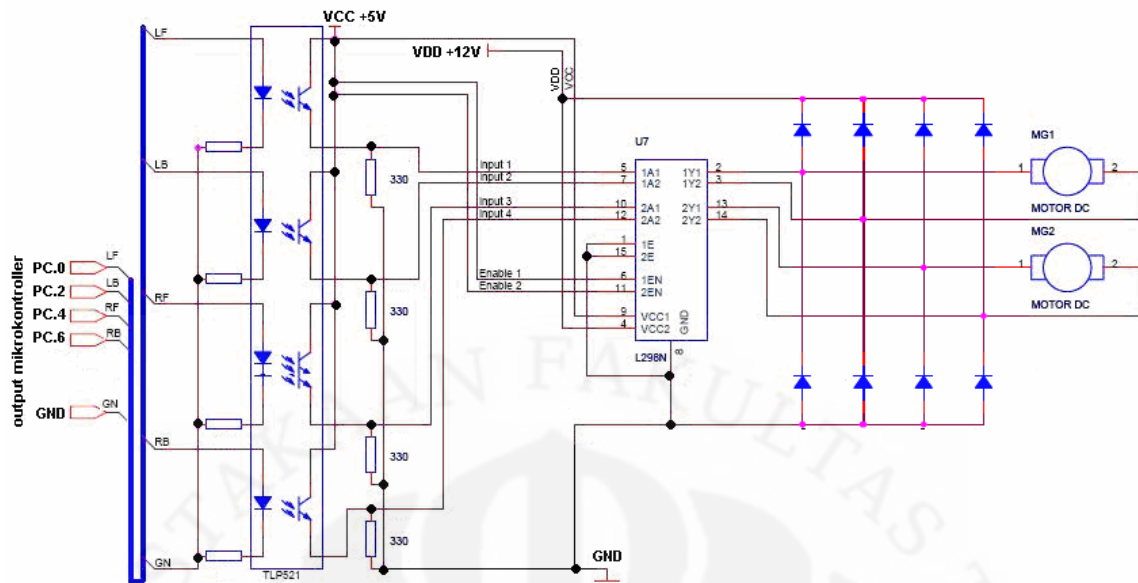 VCC +5V
VDD +12V
VDD
VCC
LF
LB
RF
RB
GN
output mikrokontroller
PC.0
LF
PC.2
LB
PC.4
RF
PC.6
RB
GND
GN
TLP521
330
330
330
330
Input 1
Input 2
Input 3
Input 4
Enable 1
Enable 2
U7
5 1A1 1Y1 2
7 1A2 1Y2 3
10 2A1 2Y1 13
12 2A2 2Y2 14
1 1E
15 2E
6 1EN
11 2EN
9 VCC1
4 VCC2
GND
8
L298N
MG1
1 2
MOTOR DC
MG2
1 2
MOTOR DC
GND
STAKAAN FAKULTAS T